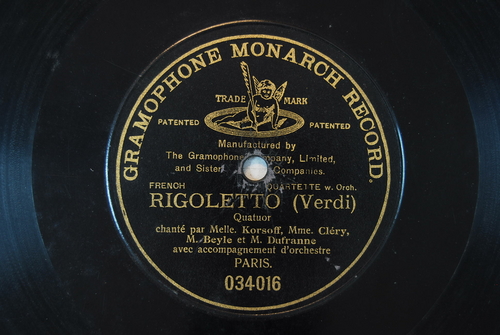 GRAMOPHONE MONARCH RECORD.
TRADE MARK
PATENTED PATENTED
Manufactured by
The Gramophone Company, Limited,
and Sister Companies.
FRENCH QUARTETTE w. Orch.
RIGOLETTO (Verdi)
Quatuor
chanté par Melle. Korsoff, Mme. Cléry,
M. Beyle et M. Dufranne
avec accompagnement d'orchestre
PARIS.
034016